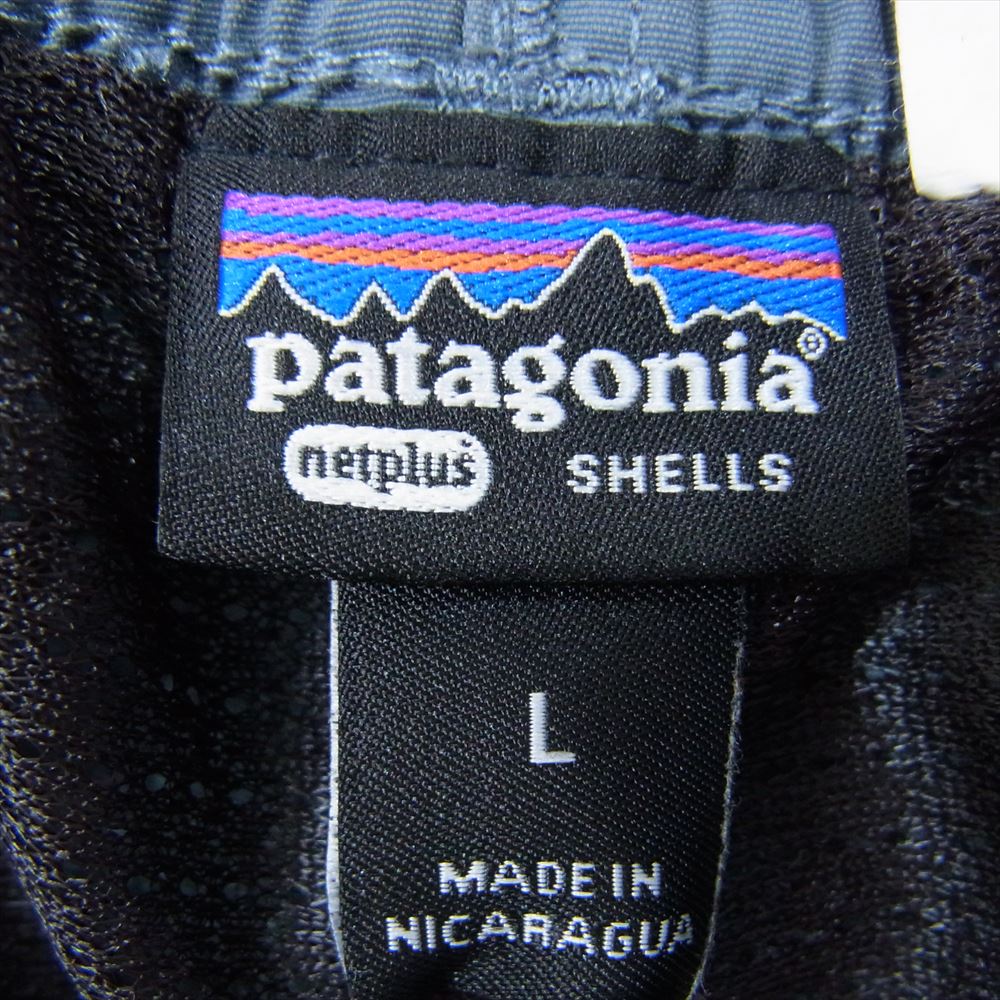 patagonia®
netplus SHELLS
L
MADE IN
NICARAGUA